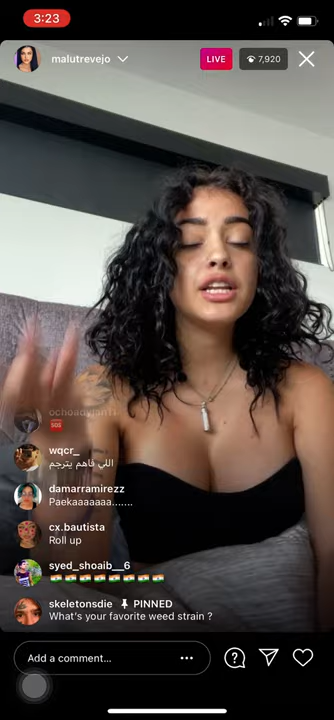 3:23
malutrevejo
LIVE
7,920
ochoadylan11
🆘
wqcr_
اللي فاهم يترجم
damarramirezz
Paekaaaaaaa.......
cx.bautista
Roll up
syed_shoaib__6
🇮🇳🇮🇳🇮🇳🇮🇳🇮🇳🇮🇳🇮🇳🇮🇳
skeletonsdie 📌 PINNED
What's your favorite weed strain ?
Add a comment...